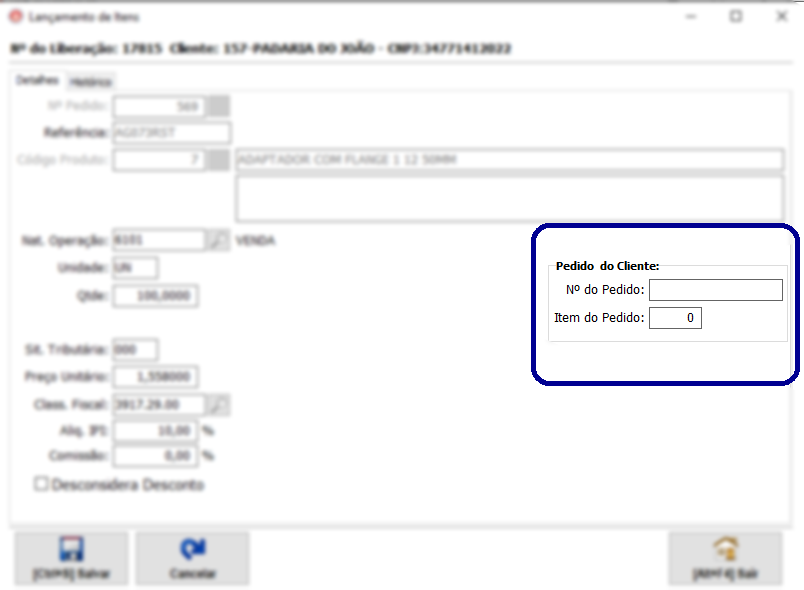 Lançamento de Itens
Nº do Liberação: 17815 Cliente: 157-PADARIA DO JOÃO - CNPJ:34771412022
Detalhes Histórico
Nº Pedido: 569
Referência: AG073RST
Código Produto: 7 ADAPTADOR COM FLANGE 1 12 50MM
Nat. Operação: 6101 VENDA
Unidade: UN
Qtde: 100,0000
Pedido do Cliente:
Nº do Pedido:
Item do Pedido: 0
Sit. Tributária: 000
Preço Unitário: 1,558000
Class. Fiscal: 3917.29.00
Aliq. IPI: 10,00 %
Comissão: 0,00 %
Desconsidera Desconto
[Ctrl+S] Salvar Cancelar [Alt+F4] Sair